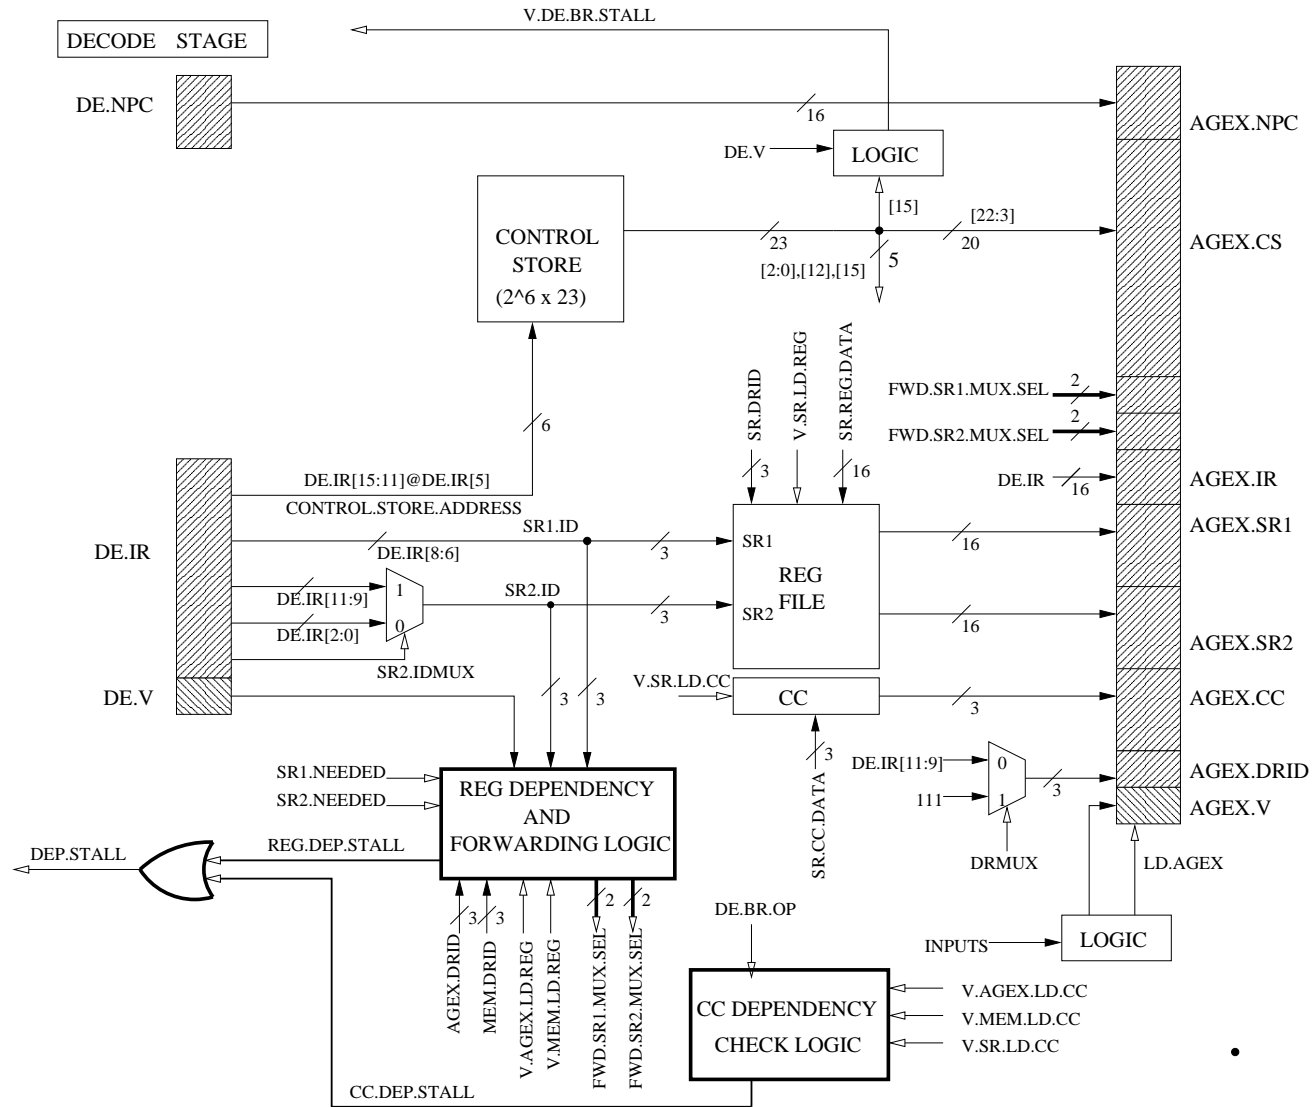 V.DE.BR.STALL
DECODE STAGE
DE.NPC
16
AGEX.NPC
DE.V
LOGIC
[15]
[22:3]
CONTROL
STORE
(2^6 x 23)
23
20
AGEX.CS
[2:0],[12],[15]
5
SR.DRID
V.SR.LD.REG
SR.REG.DATA
FWD.SR1.MUX.SEL
2
FWD.SR2.MUX.SEL
2
6
3
16
DE.IR[15:11]@DE.IR[5]
CONTROL.STORE.ADDRESS
DE.IR
16
AGEX.IR
DE.IR
DE.IR[8:6]
SR1.ID
3
SR1
16
AGEX.SR1
REG
FILE
DE.IR[11:9]
1
SR2.ID
DE.IR[2:0]
0
3
SR2
16
AGEX.SR2
SR2.IDMUX
DE.V
3
3
V.SR.LD.CC
CC
3
AGEX.CC
3
SR.CC.DATA
DE.IR[11:9]
0
111
1
3
AGEX.DRID
DRMUX
AGEX.V
LD.AGEX
SR1.NEEDED
SR2.NEEDED
REG DEPENDENCY
AND
FORWARDING LOGIC
DEP.STALL
REG.DEP.STALL
3
3
2
2
AGEX.DRID
MEM.DRID
V.AGEX.LD.REG
V.MEM.LD.REG
FWD.SR1.MUX.SEL
FWD.SR2.MUX.SEL
DE.BR.OP
INPUTS
LOGIC
CC DEPENDENCY
CHECK LOGIC
V.AGEX.LD.CC
V.MEM.LD.CC
V.SR.LD.CC
CC.DEP.STALL